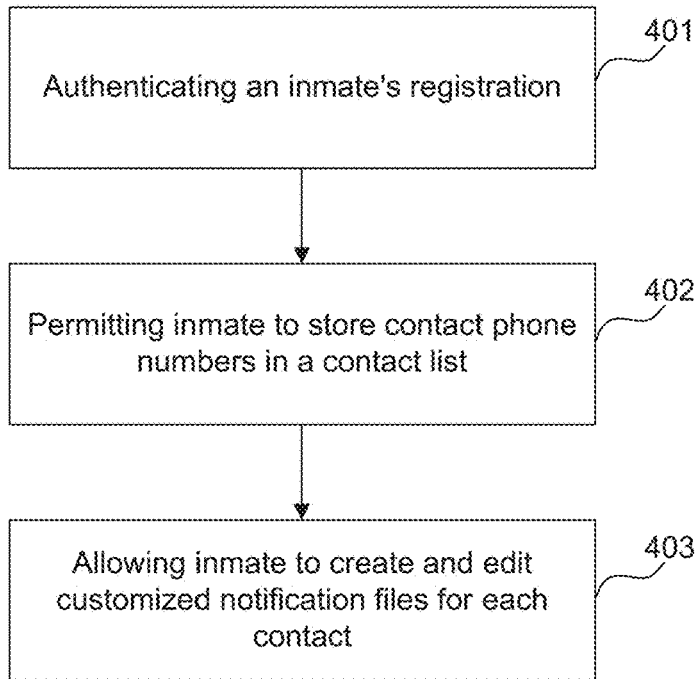 401
Authenticating an inmate's registration
402
Permitting inmate to store contact phone
numbers in a contact list
403
Allowing inmate to create and edit
customized notification files for each
contact